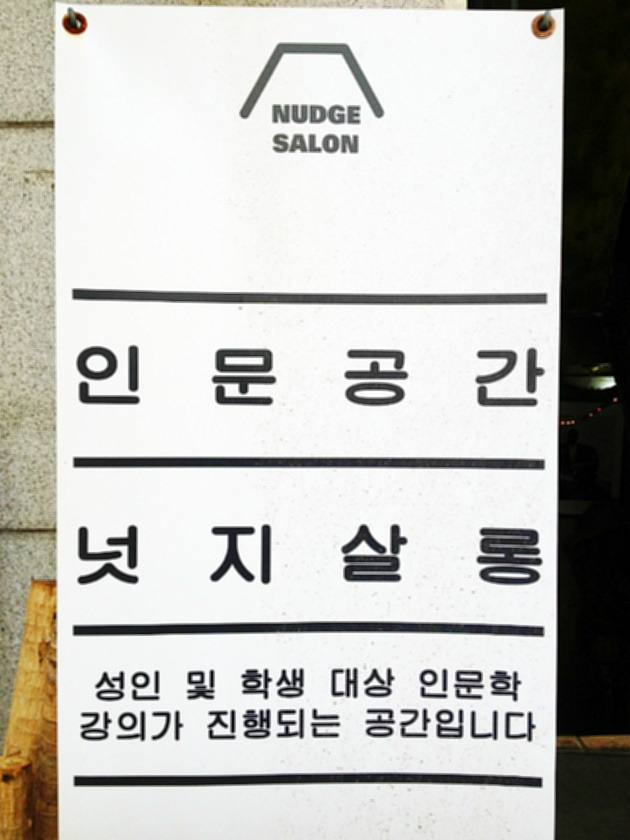 NUDGE
SALON
인문공간
넛지살롱
성인 및 학생 대상 인문학
강의가 진행되는 공간입니다